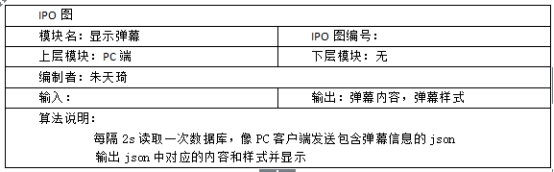 IPO 图
模块名：显示弹幕 IPO 图编号：
上层模块：PC 端 下层模块：无
编制者：朱天琦
输入： 输出：弹幕内容，弹幕样式
算法说明：
每隔 2s 读取一次数据库，像 PC 客户端发送包含弹幕信息的 json
输出 json 中对应的内容和样式并显示